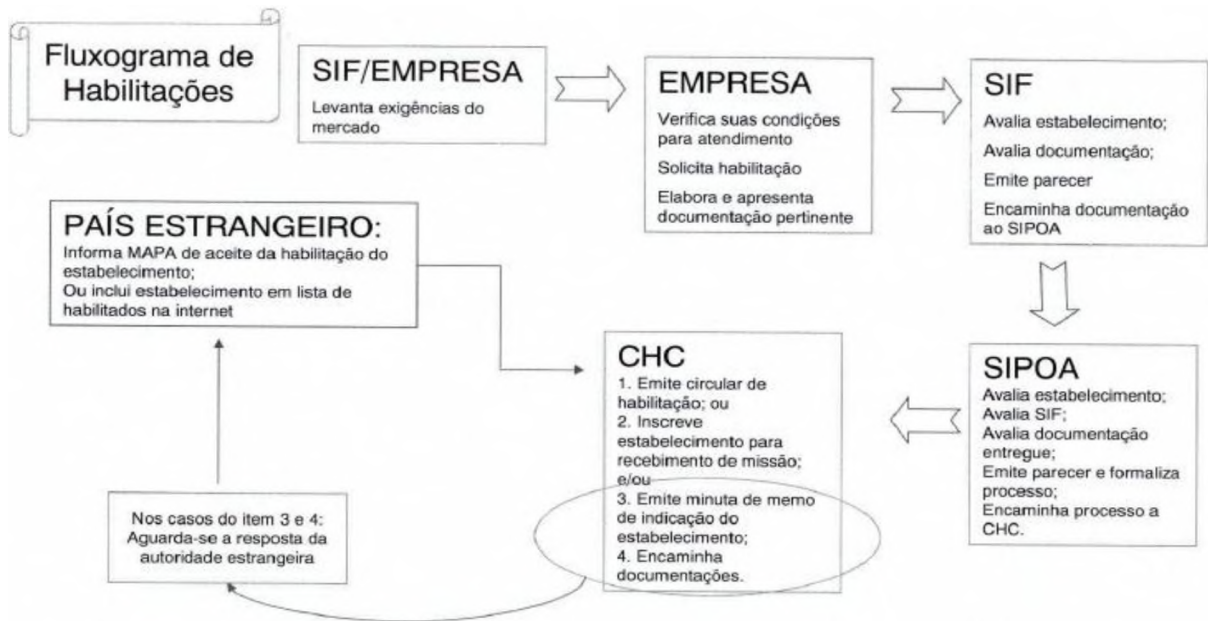 Fluxograma de
Habilitações
SIF/EMPRESA
Levanta exigências do
mercado
EMPRESA
Verifica suas condições
para atendimento
Solicita habilitação
Elabora e apresenta
documentação pertinente
SIF
Avalia estabelecimento;
Avalia documentação;
Emite parecer
Encaminha documentação
ao SIPOA
SIPOA
Avalia estabelecimento;
Avalia SIF;
Avalia documentação
entregue;
Emite parecer e formaliza
processo;
Encaminha processo a
CHC.
CHC
1. Emite circular de
habilitação; ou
2. Inscreve
estabelecimento para
recebimento de missão;
e/ou
3. Emite minuta de memo
de indicação do
estabelecimento;
4. Encaminha
documentações.
Nos casos do item 3 e 4:
Aguarda-se a resposta da
autoridade estrangeira
PAÍS ESTRANGEIRO:
Informa MAPA de aceite da habilitação do
estabelecimento;
Ou inclui estabelecimento em lista de
habilitados na internet